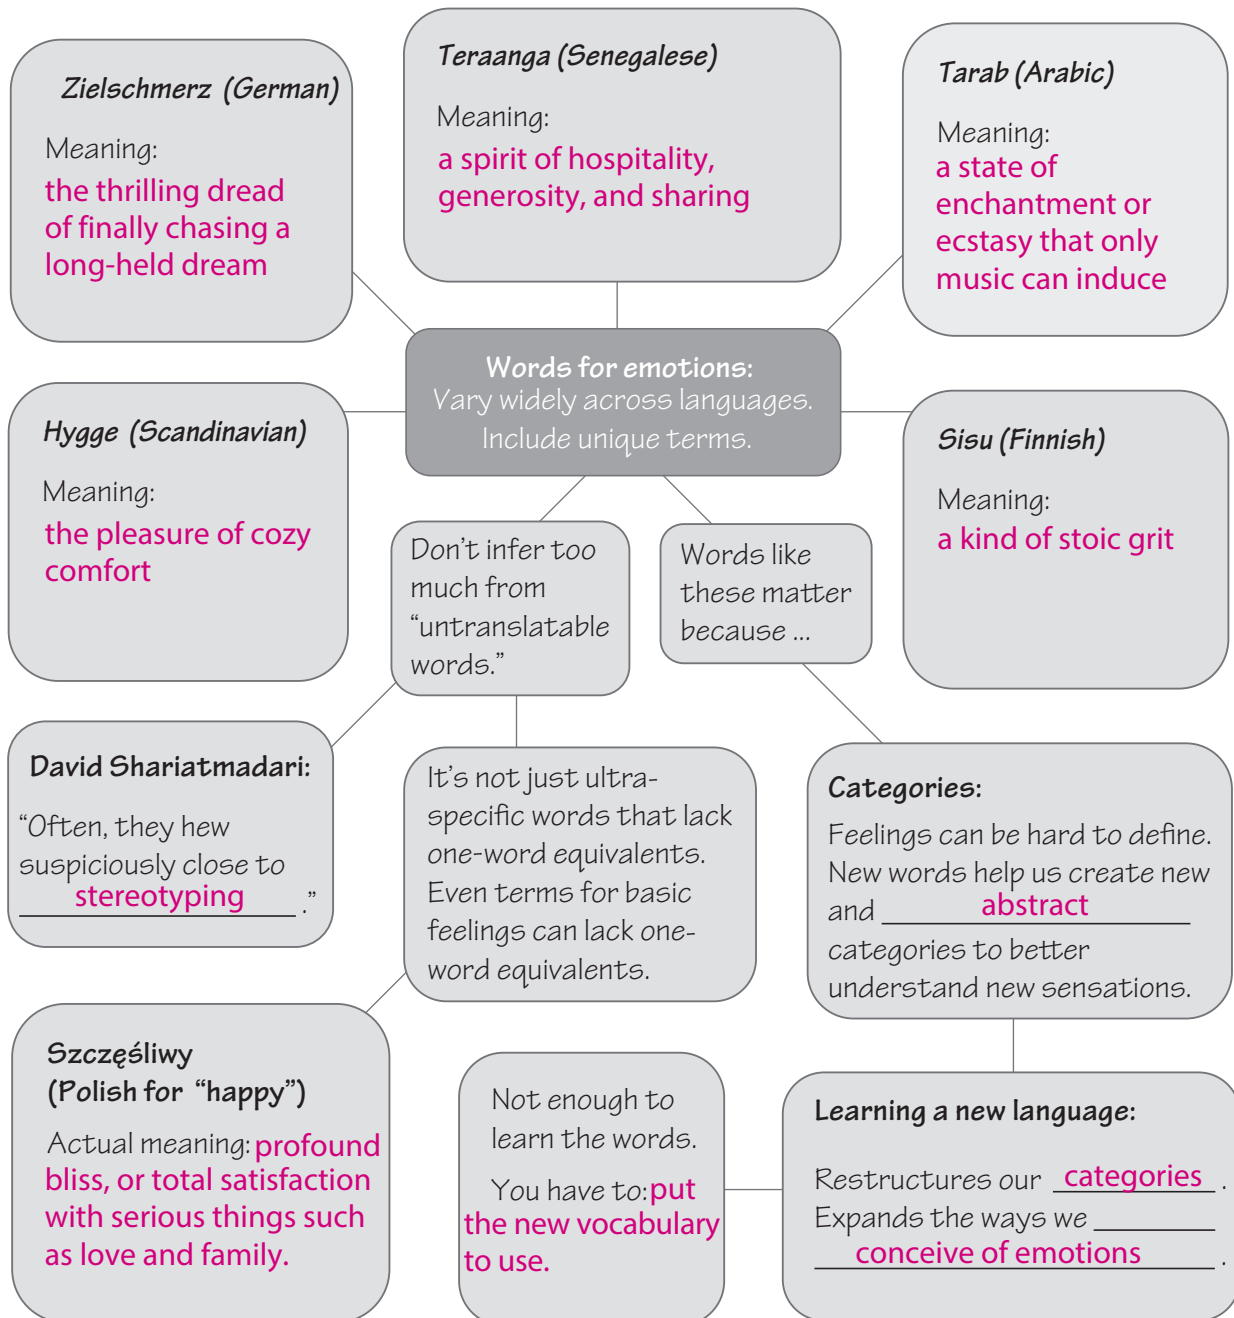 Zielschmerz (German)
Meaning:
the thrilling dread
of finally chasing a
long-held dream
Teraanga (Senegalese)
Meaning:
a spirit of hospitality,
generosity, and sharing
Tarab (Arabic)
Meaning:
a state of
enchantment or
ecstasy that only
music can induce
Words for emotions:
Vary widely across languages.
Include unique terms.
Hygge (Scandinavian)
Meaning:
the pleasure of cozy
comfort
Sisu (Finnish)
Meaning:
a kind of stoic grit
Don't infer too
much from
“untranslatable
words.”
Words like
these matter
because ...
David Shariatmadari:
“Often, they hew
suspiciously close to
stereotyping .”
It's not just ultra-
specific words that lack
one-word equivalents.
Even terms for basic
feelings can lack one-
word equivalents.
Categories:
Feelings can be hard to define.
New words help us create new
and abstract
categories to better
understand new sensations.
Szczęśliwy
(Polish for “happy”)
Actual meaning: profound
bliss, or total satisfaction
with serious things such
as love and family.
Not enough to
learn the words.
You have to: put
the new vocabulary
to use.
Learning a new language:
Restructures our categories .
Expands the ways we
conceive of emotions .